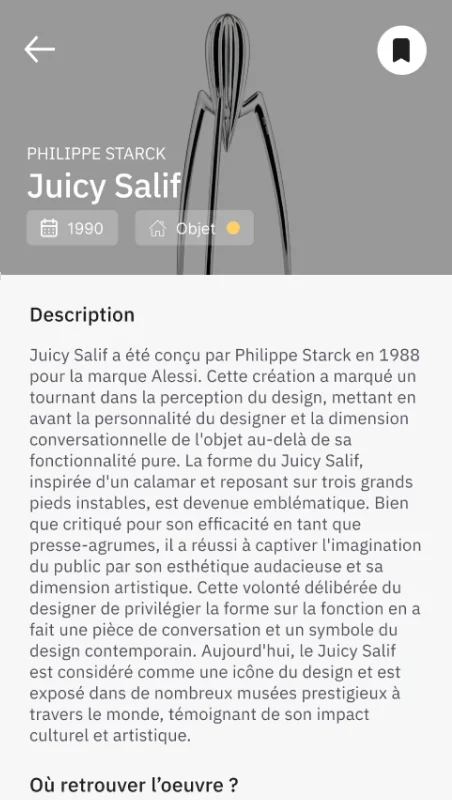 PHILIPPE STARCK
Juicy Salif
1990
Objet
Description
Juicy Salif a été conçu par Philippe Starck en 1988
pour la marque Alessi. Cette création a marqué un
tournant dans la perception du design, mettant en
avant la personnalité du designer et la dimension
conversationnelle de l'objet au-delà de sa
fonctionnalité pure. La forme du Juicy Salif,
inspirée d'un calamar et reposant sur trois grands
pieds instables, est devenue emblématique. Bien
que critiqué pour son efficacité en tant que
presse-agrumes, il a réussi à captiver l'imagination
du public par son esthétique audacieuse et sa
dimension artistique. Cette volonté délibérée du
designer de privilégier la forme sur la fonction en a
fait une pièce de conversation et un symbole du
design contemporain. Aujourd'hui, le Juicy Salif
est considéré comme une icône du design et est
exposé dans de nombreux musées prestigieux à
travers le monde, témoignant de son impact
culturel et artistique.
Où retrouver l’oeuvre ?